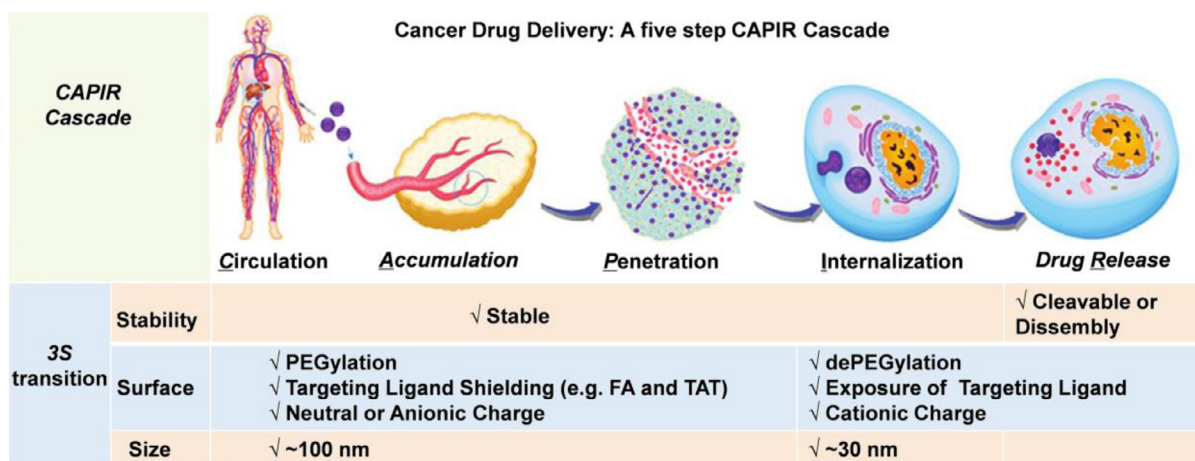 Cancer Drug Delivery: A five step CAPIR Cascade
CAPIR
Cascade
Circulation
Accumulation
Penetration
Internalization
Drug Release
3S
transition
Stability
√ Stable
√ Cleavable or
Dissembly
Surface
√ PEGylation
√ Targeting Ligand Shielding (e.g. FA and TAT)
√ Neutral or Anionic Charge
√ dePEGylation
√ Exposure of Targeting Ligand
√ Cationic Charge
Size
√ ~100 nm
√ ~30 nm